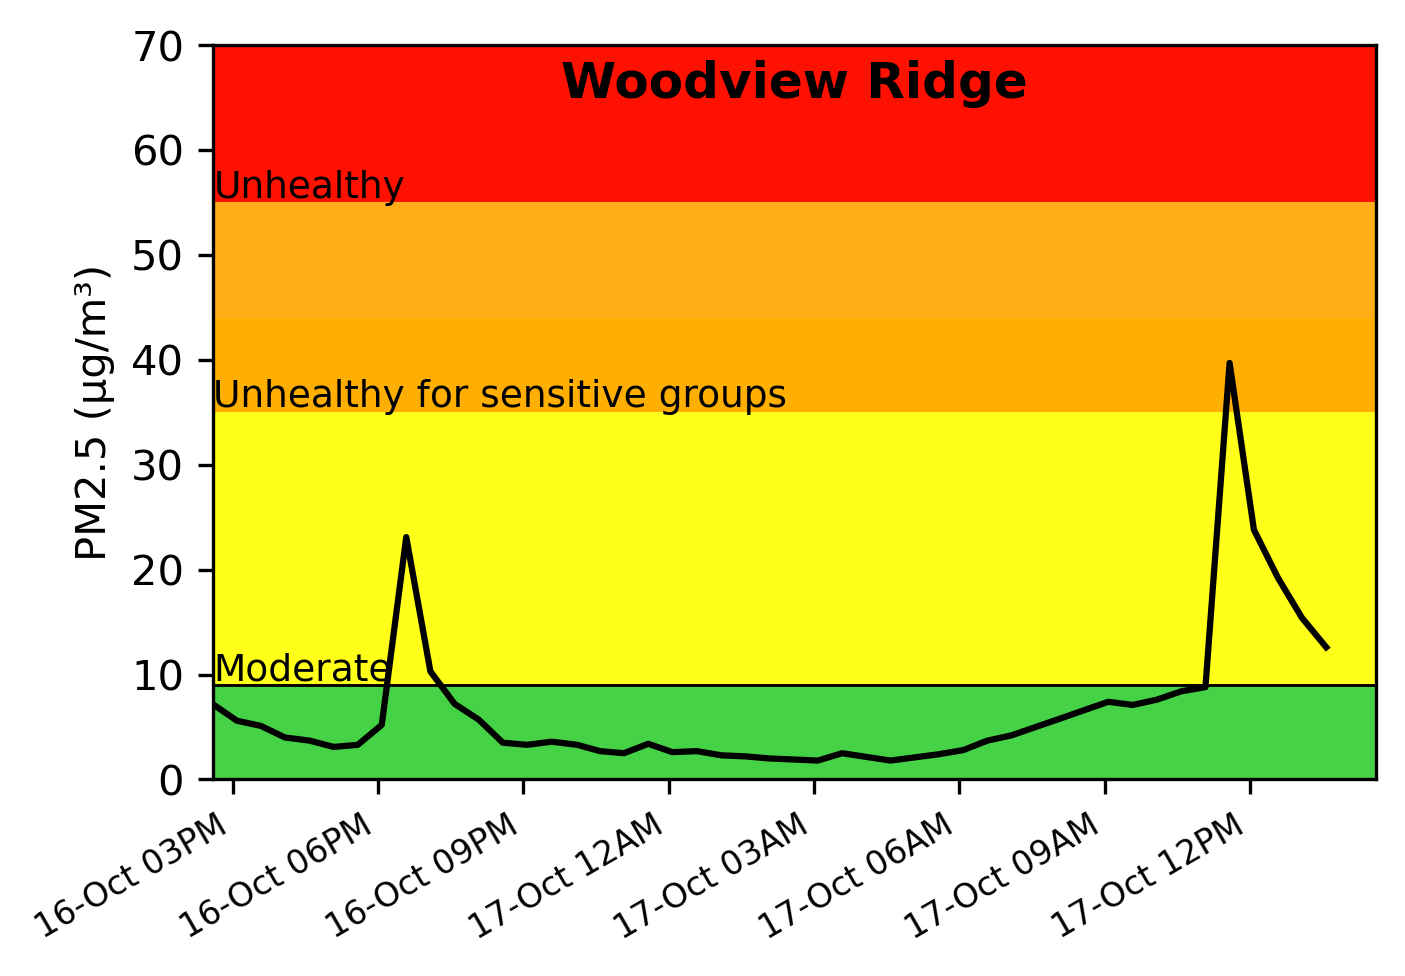 Woodview Ridge
70
60
50
40
30
20
10
0
PM2.5 (µg/m³)
Unhealthy
Unhealthy for sensitive groups
Moderate
16-Oct 03PM
16-Oct 06PM
16-Oct 09PM
17-Oct 12AM
17-Oct 03AM
17-Oct 06AM
17-Oct 09AM
17-Oct 12PM